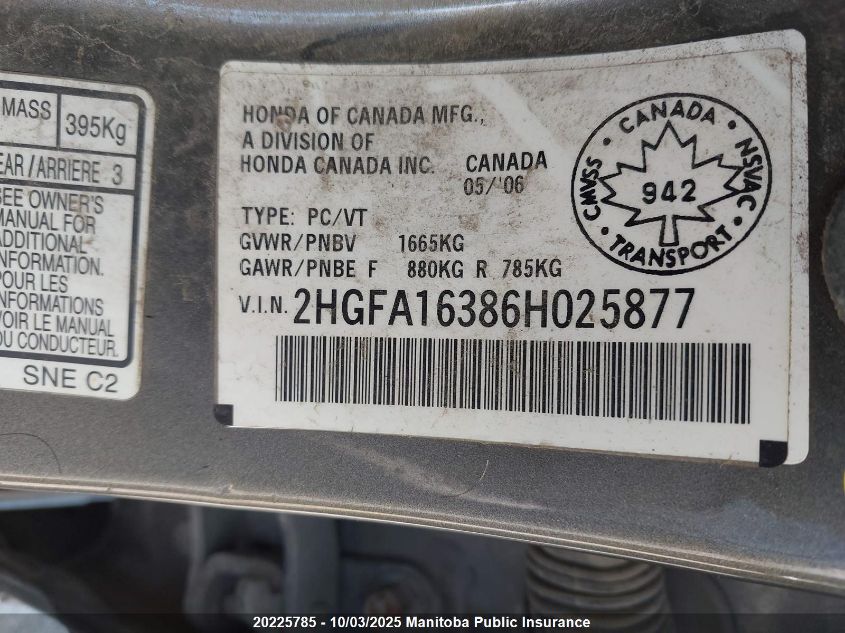 MASS 395Kg
EAR/ARRIERE 3
SEE OWNER'S
MANUAL FOR
ADDITIONAL
INFORMATION.
POUR LES
INFORMATIONS
VOIR LE MANUAL
DU CONDUCTEUR.
SNE C2
HONDA OF CANADA MFG.,
A DIVISION OF
HONDA CANADA INC. CANADA
05/'06
TYPE: PC/VT
GVWR/PNBV 1665KG
GAWR/PNBE F 880KG R 785KG
V.I.N. 2HGFA16386H025877
CANADA
CMVSS 942 NSVAC
TRANSPORT
20225785 - 10/03/2025 Manitoba Public Insurance